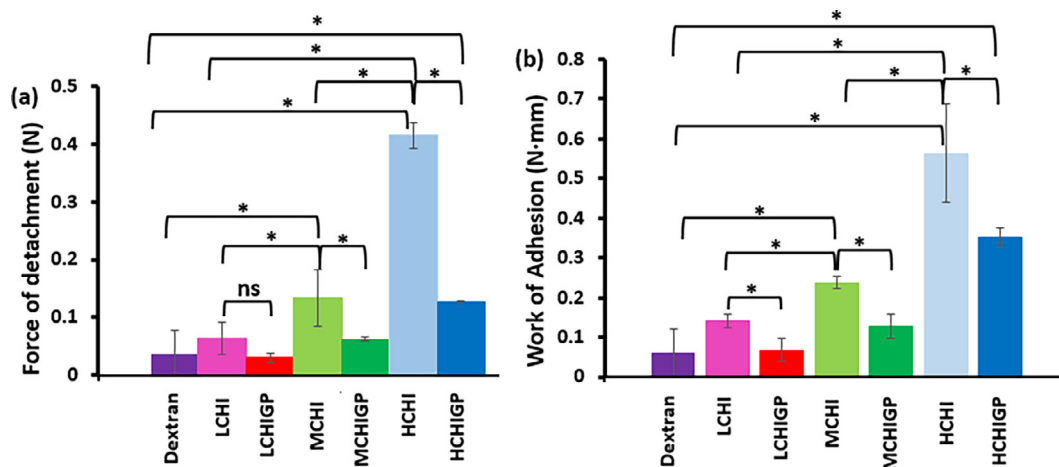 (a)
Force of detachment (N)
0.5
0.4
0.3
0.2
0.1
0
*
*
*
*
*
*
*
*
ns
Dextran
LCHI
LCHIGP
MCHI
MCHIGP
HCHI
HCHIGP
(b)
Work of Adhesion (N·mm)
0.8
0.7
0.6
0.5
0.4
0.3
0.2
0.1
0
*
*
*
*
*
*
*
*
*
Dextran
LCHI
LCHIGP
MCHI
MCHIGP
HCHI
HCHIGP